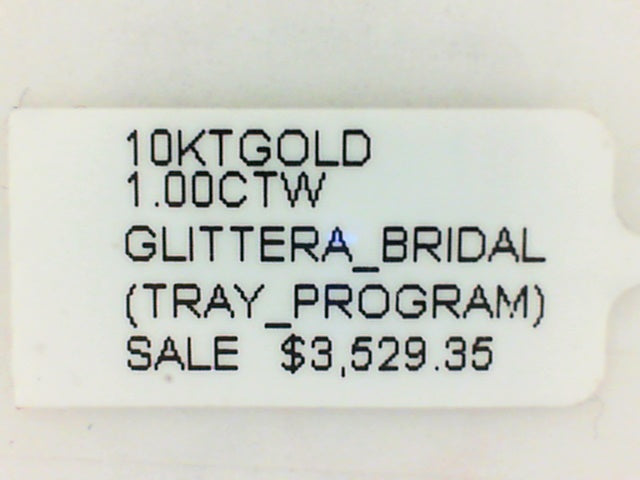 10KTGOLD
1.00CTW
GLITTERA_BRIDAL
(TRAY_PROGRAM)
SALE $3,529.35